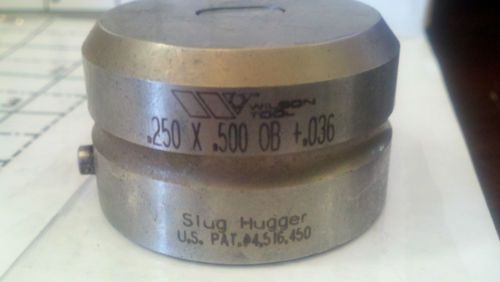 WILSON
TOOL
.250 X .500 OB +.036
Slug Hugger
U.S. PAT.#4,516,450